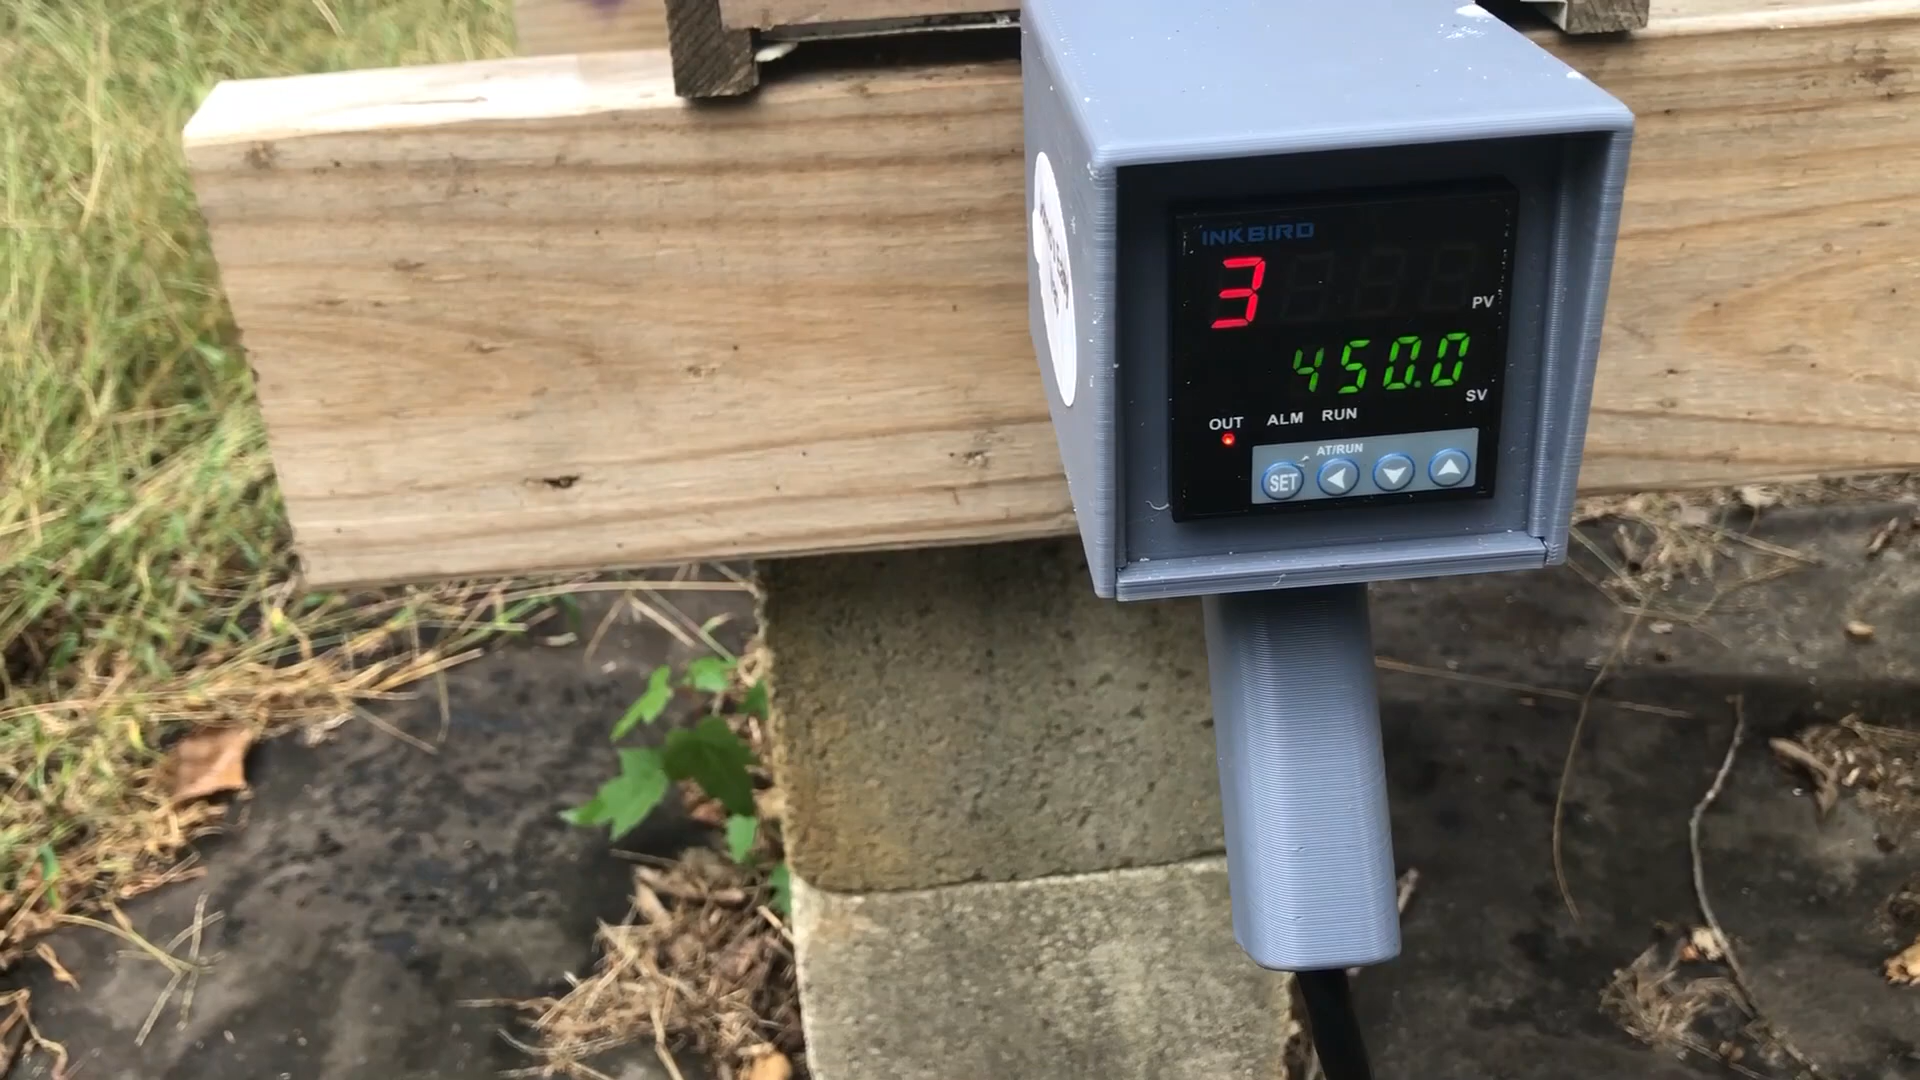 INKBIRD
3
PV
450.0
SV
OUT ALM RUN
AT/RUN
SET